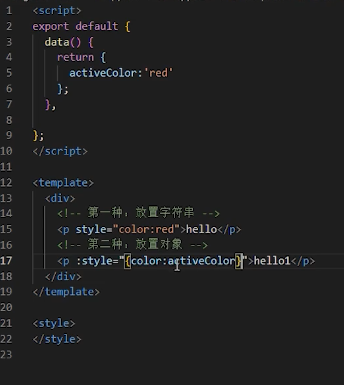 1 <script>
2 export default {
3   data() {
4     return {
5       activeColor:'red'
6     };
7   },
8
9 };
10 </script>
11
12 <template>
13   <div>
14     <!-- 第一种：放置字符串 -->
15     <p style="color:red">hello</p>
16     <!-- 第二种：放置对象 -->
17     <p :style="{color:activeColor}">hello1</p>
18   </div>
19 </template>
20
21 <style>
22 </style>
23